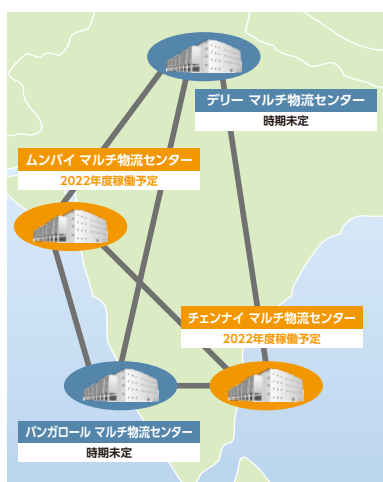 デリー マルチ物流センター
時期未定
ムンバイ マルチ物流センター
2022年度稼働予定
チェンナイ マルチ物流センター
2022年度稼働予定
バンガロール マルチ物流センター
時期未定